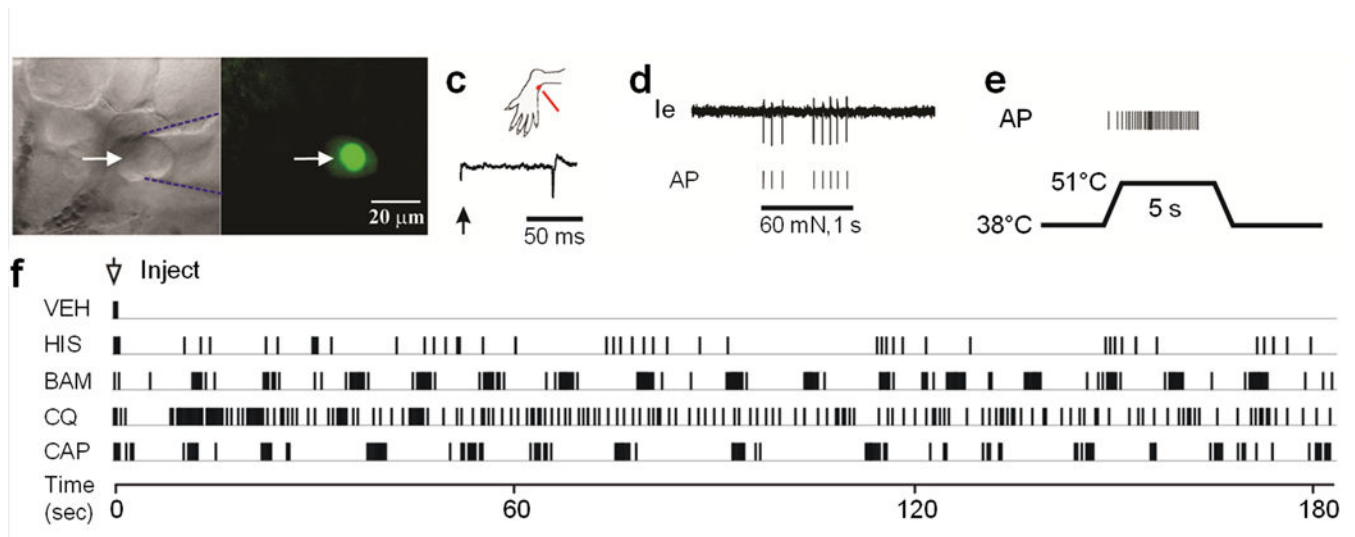 c
d
e
Ie
AP
AP
51°C
38°C
5 s
20 μm
50 ms
60 mN, 1 s
f
Inject
VEH
HIS
BAM
CQ
CAP
Time
(sec)
0
60
120
180